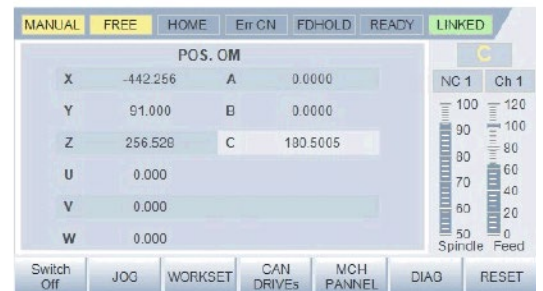 MANUAL FREE HOME Err CN FDHOLD READY LINKED
POS. OM
C
X -442.256 A 0.0000
NC 1 Ch 1
Y 91.000 B 0.0000
Z 256.528 C 180.5005
U 0.000
V 0.000
W 0.000
100 120
90 100
80 80
70 60
60 40
50 20
0
Spindle Feed
Switch Off JOG WORKSET CAN DRIVEs MCH PANNEL DIAG RESET